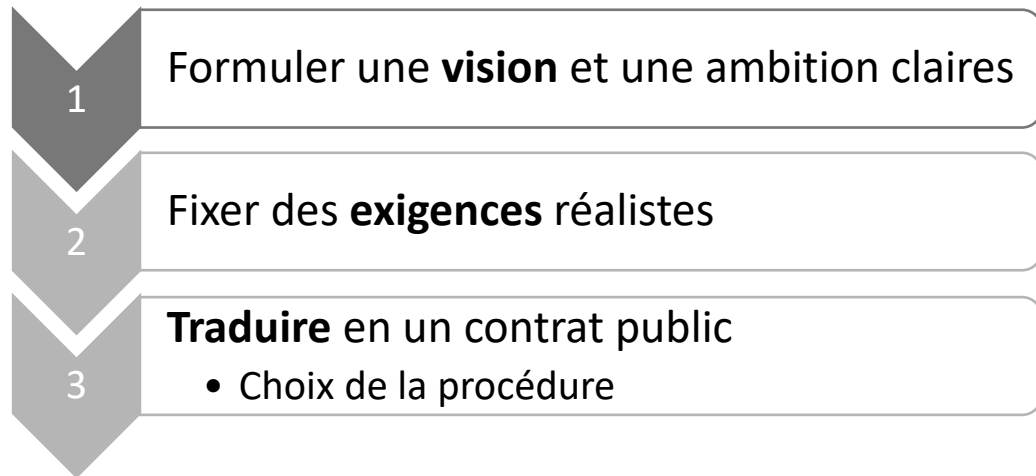 1
Formuler une vision et une ambition claires
2
Fixer des exigences réalistes
3
Traduire en un contrat public
• Choix de la procédure